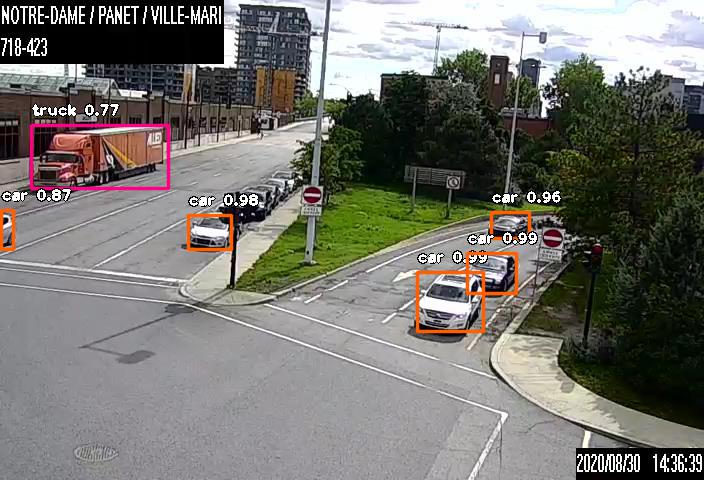 NOTRE-DAME / PANET / VILLE-MARI
718-423
truck 0.77
car 0.87
car 0.98
car 0.96
car 0.99
car 0.99
2020/08/30 14:36:39